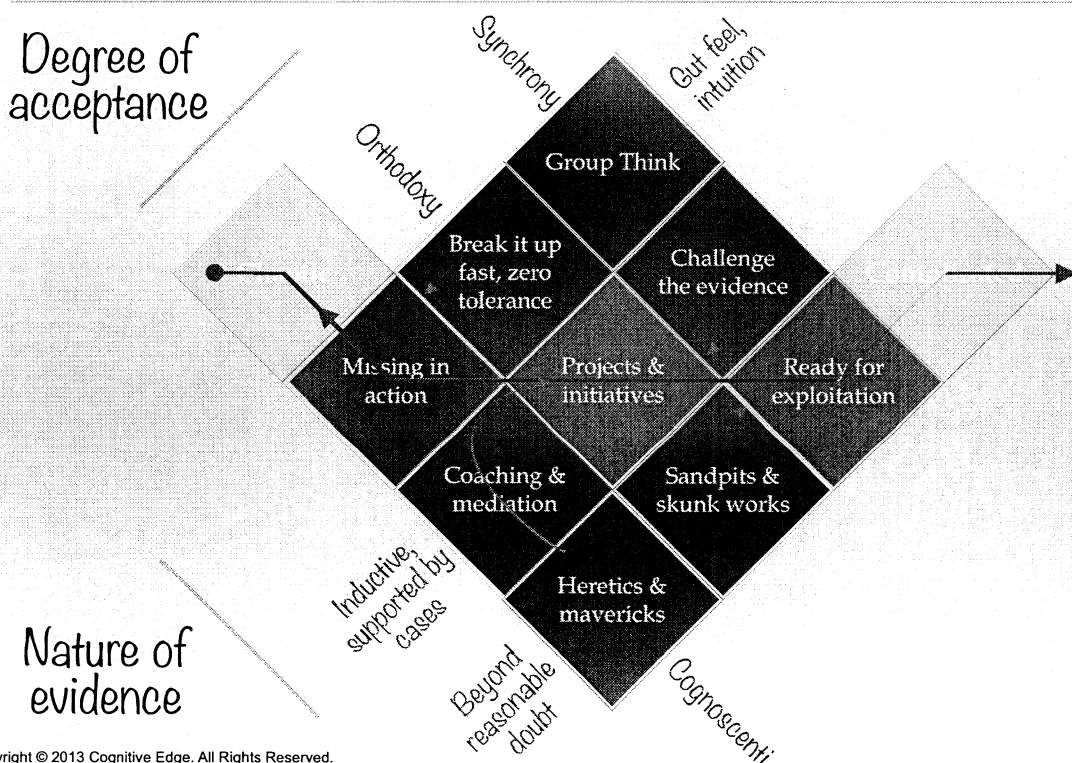 Degree of
acceptance
Synchrony
Gut feel,
intuition
Orthodoxy
Group Think
Break it up
fast, zero
tolerance
Challenge
the evidence
Missing in
action
Projects &
initiatives
Ready for
exploitation
Coaching &
mediation
Sandpits &
skunk works
Inductive,
supported by
cases
Heretics &
mavericks
Nature of
evidence
Beyond
reasonable
doubt
Cognoscenti
yright © 2013 Cognitive Edge. All Rights Reserved.